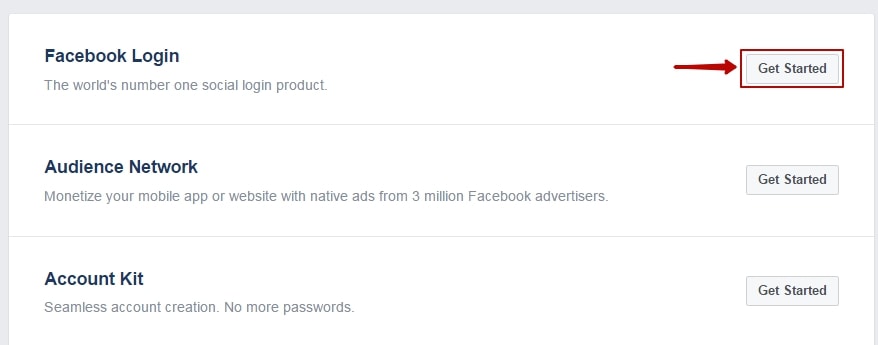 Facebook Login
The world's number one social login product.
Get Started
Audience Network
Monetize your mobile app or website with native ads from 3 million Facebook advertisers.
Get Started
Account Kit
Seamless account creation. No more passwords.
Get Started